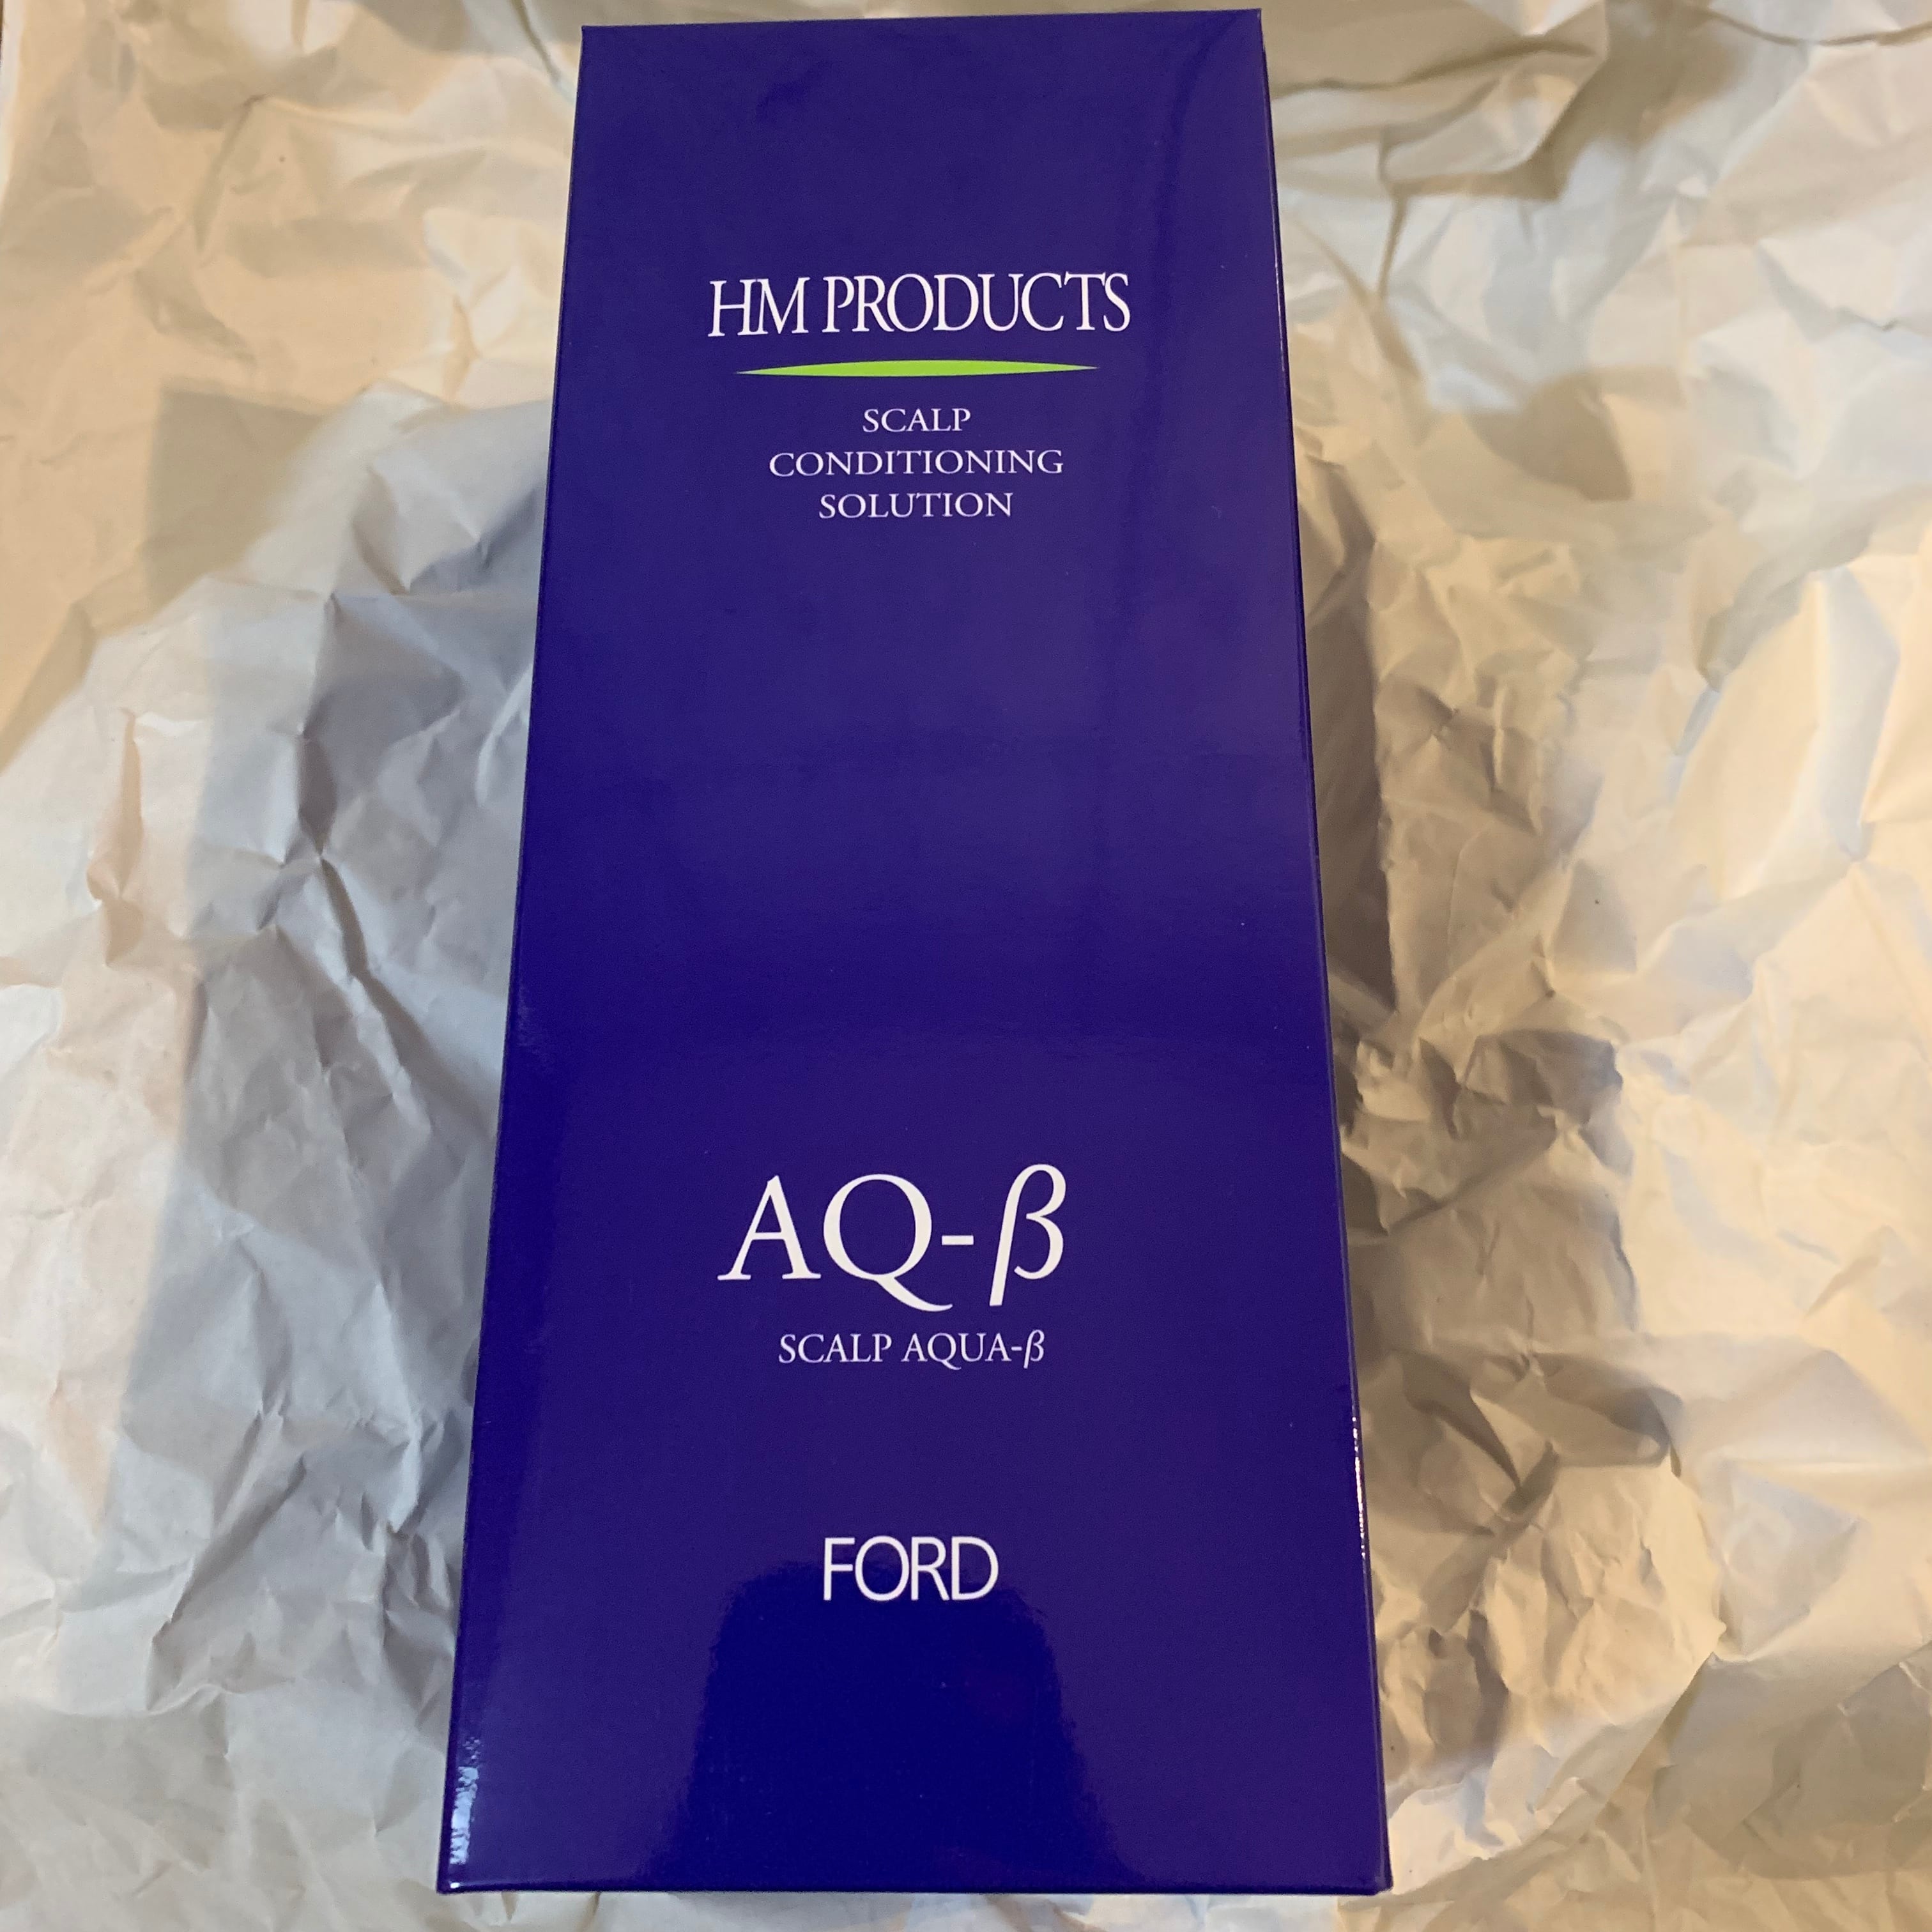 HM PRODUCTS
SCALP
CONDITIONING
SOLUTION
AQ-β
SCALP AQUA-β
FORD